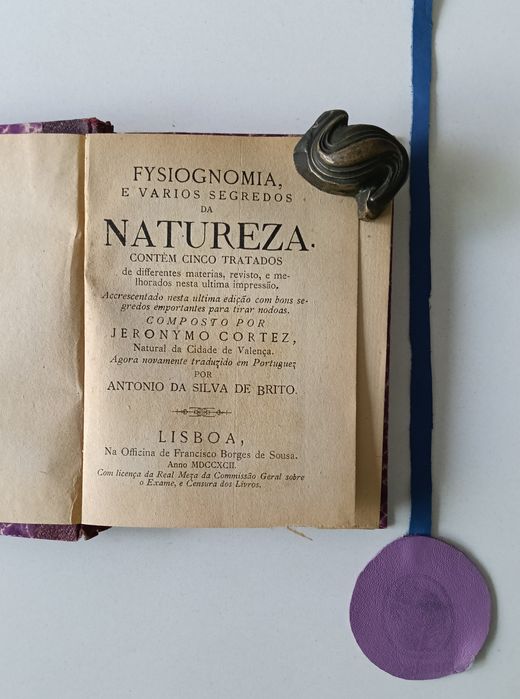 FYSIOGNOMIA,
E VARIOS SEGREDOS
DA
NATUREZA.
CONTÉM CINCO TRATADOS
de differentes materias, revisto, e me-
lhorados nesta ultima impressão.
Accrescentado nesta ultima edição com bons se-
gredos emportantes para tirar nodoas.
COMPOSTO POR
JERONYMO CORTEZ,
Natural da Cidade de Valença.
Agora novamente traduzido em Portuguez
POR
ANTONIO DA SILVA DE BRITO.
LISBOA,
Na Officina de Francisco Borges de Sousa.
Anno MDCCXCII.
Com licença da Real Meza da Commissão Geral sobre
o Exame, e Censura dos Livros.